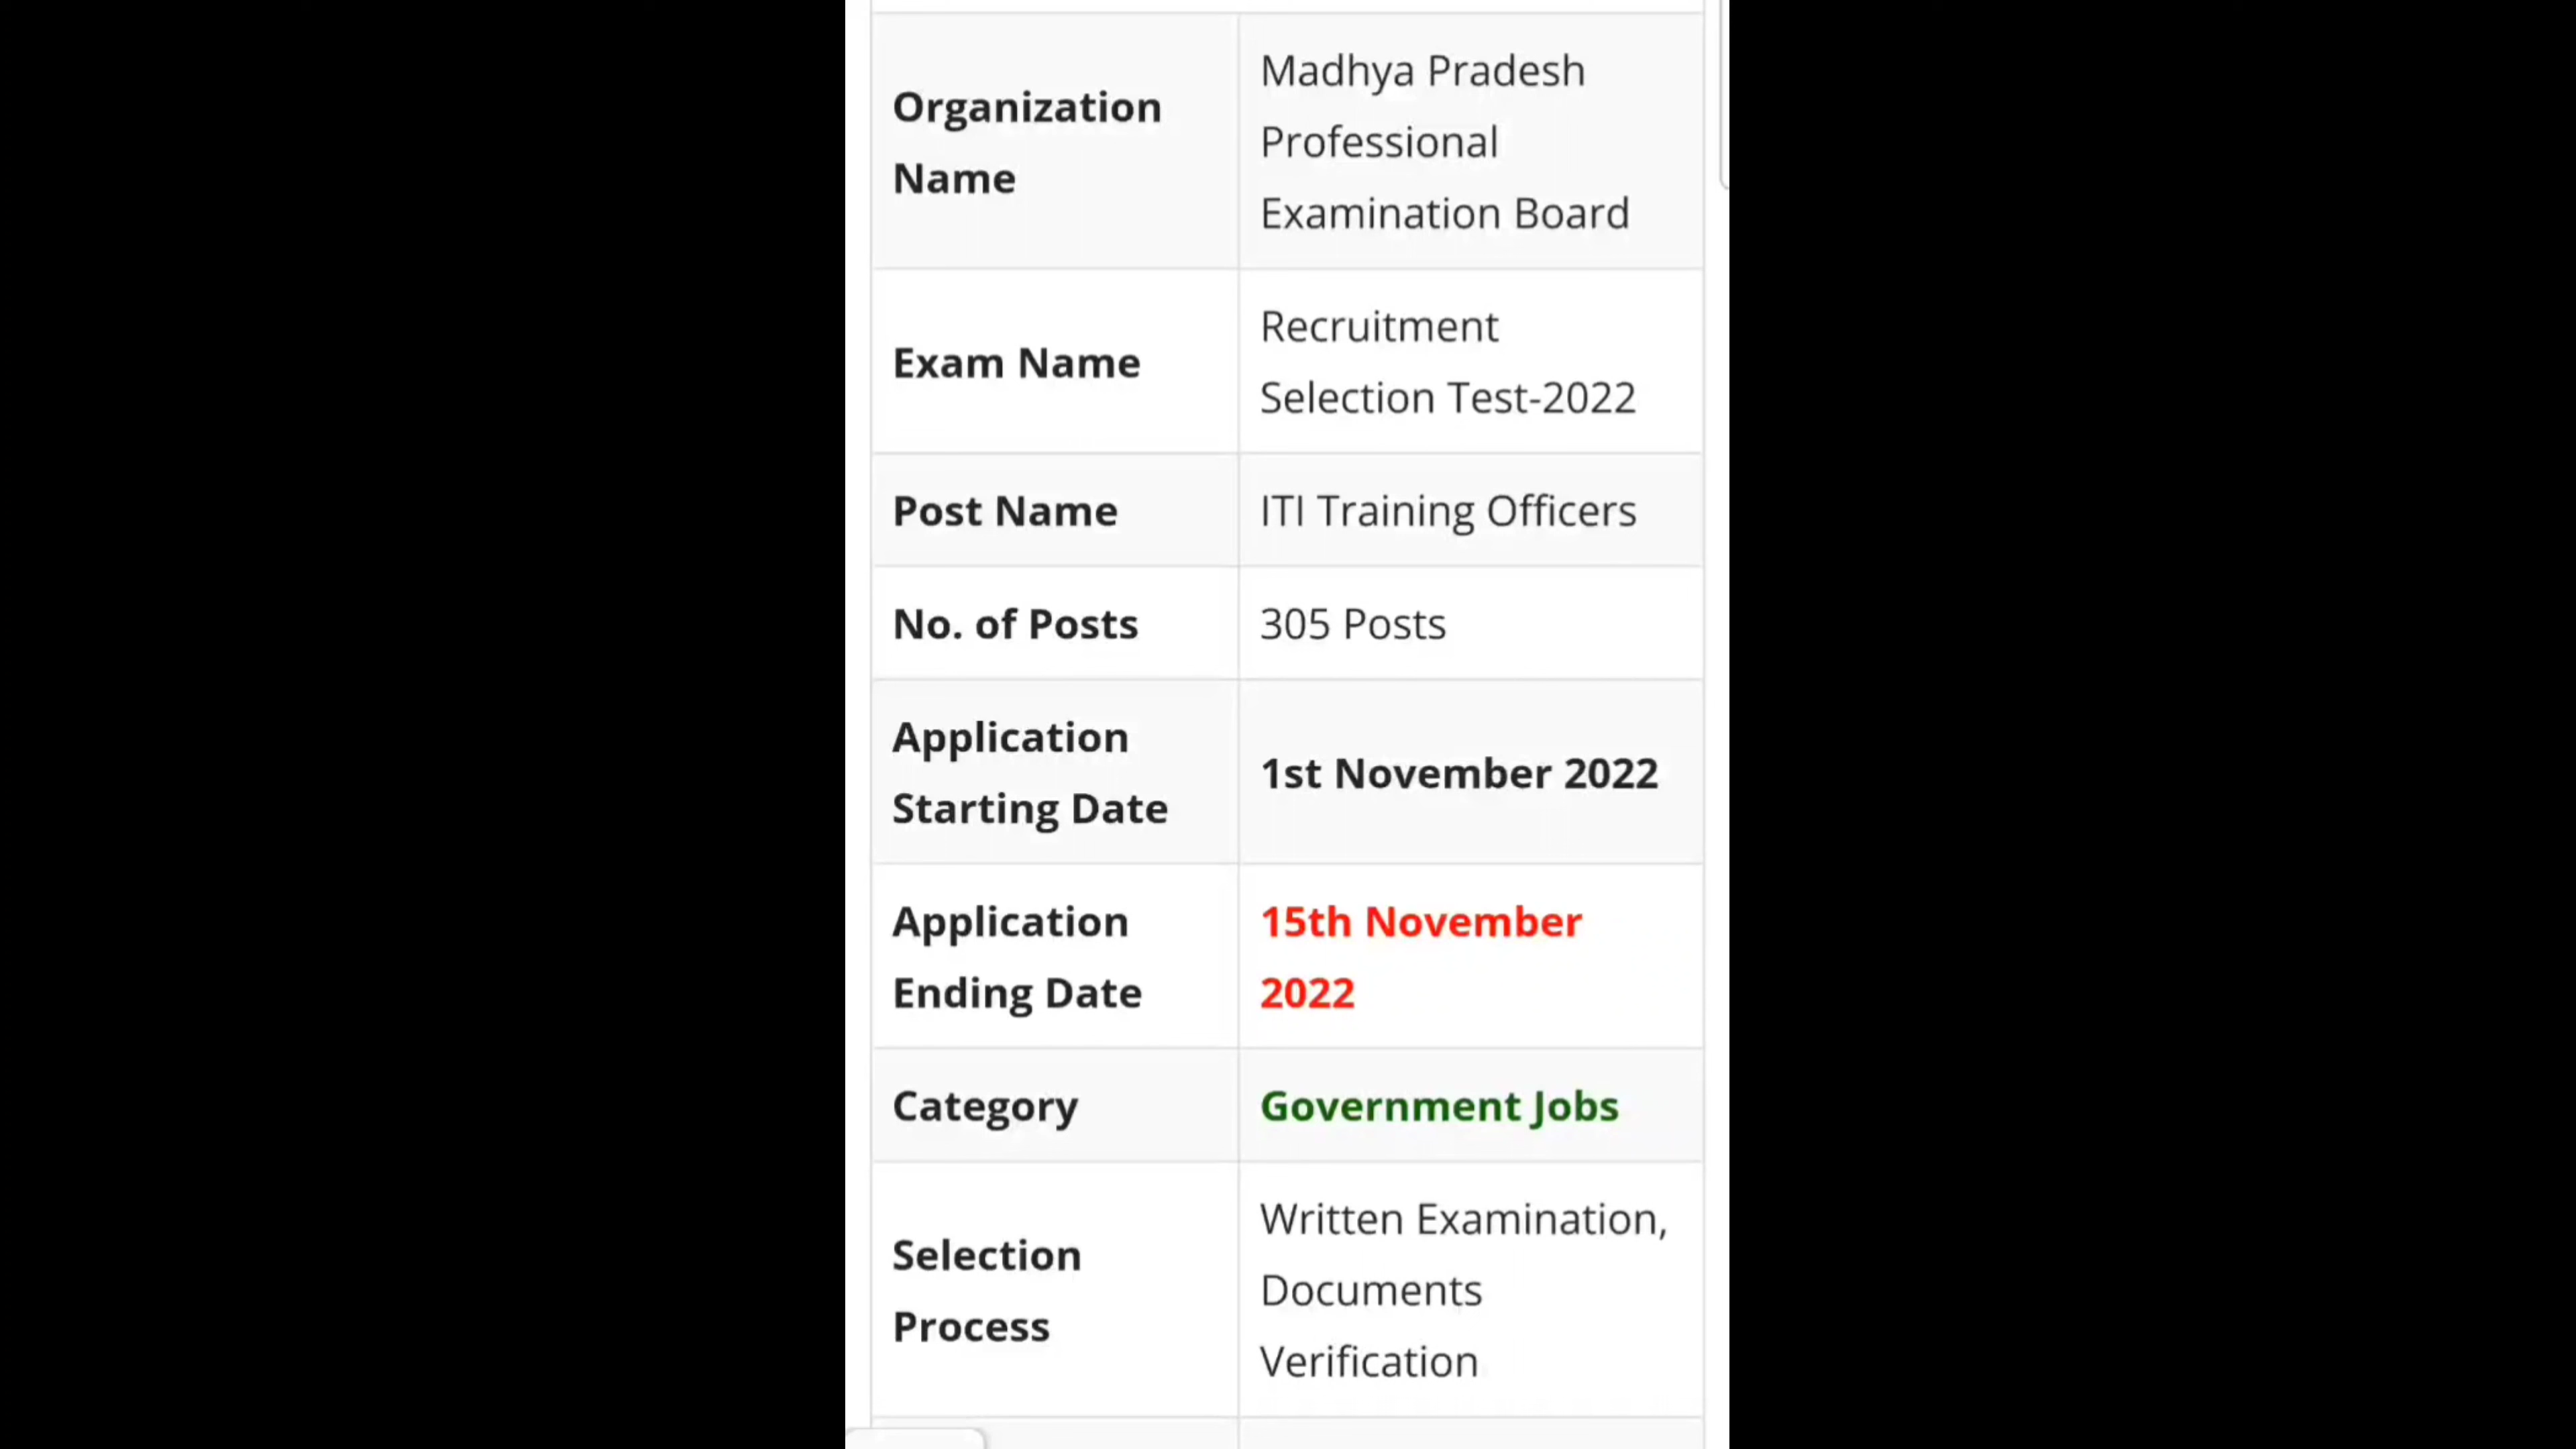 Organization
Name
Madhya Pradesh
Professional
Examination Board
Exam Name
Recruitment
Selection Test-2022
Post Name
ITI Training Officers
No. of Posts
305 Posts
Application
Starting Date
1st November 2022
Application
Ending Date
15th November
2022
Category
Government Jobs
Selection
Process
Written Examination,
Documents
Verification